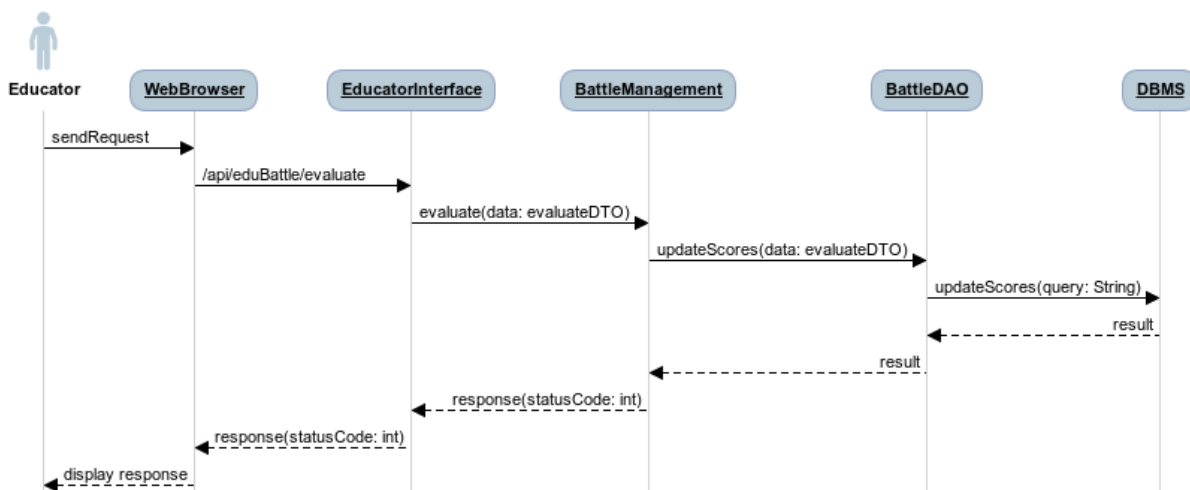 Educator
WebBrowser
EducatorInterface
BattleManagement
BattleDAO
DBMS
sendRequest
/api/eduBattle/evaluate
evaluate(data: evaluateDTO)
updateScores(data: evaluateDTO)
updateScores(query: String)
result
result
response(statusCode: int)
response(statusCode: int)
display response